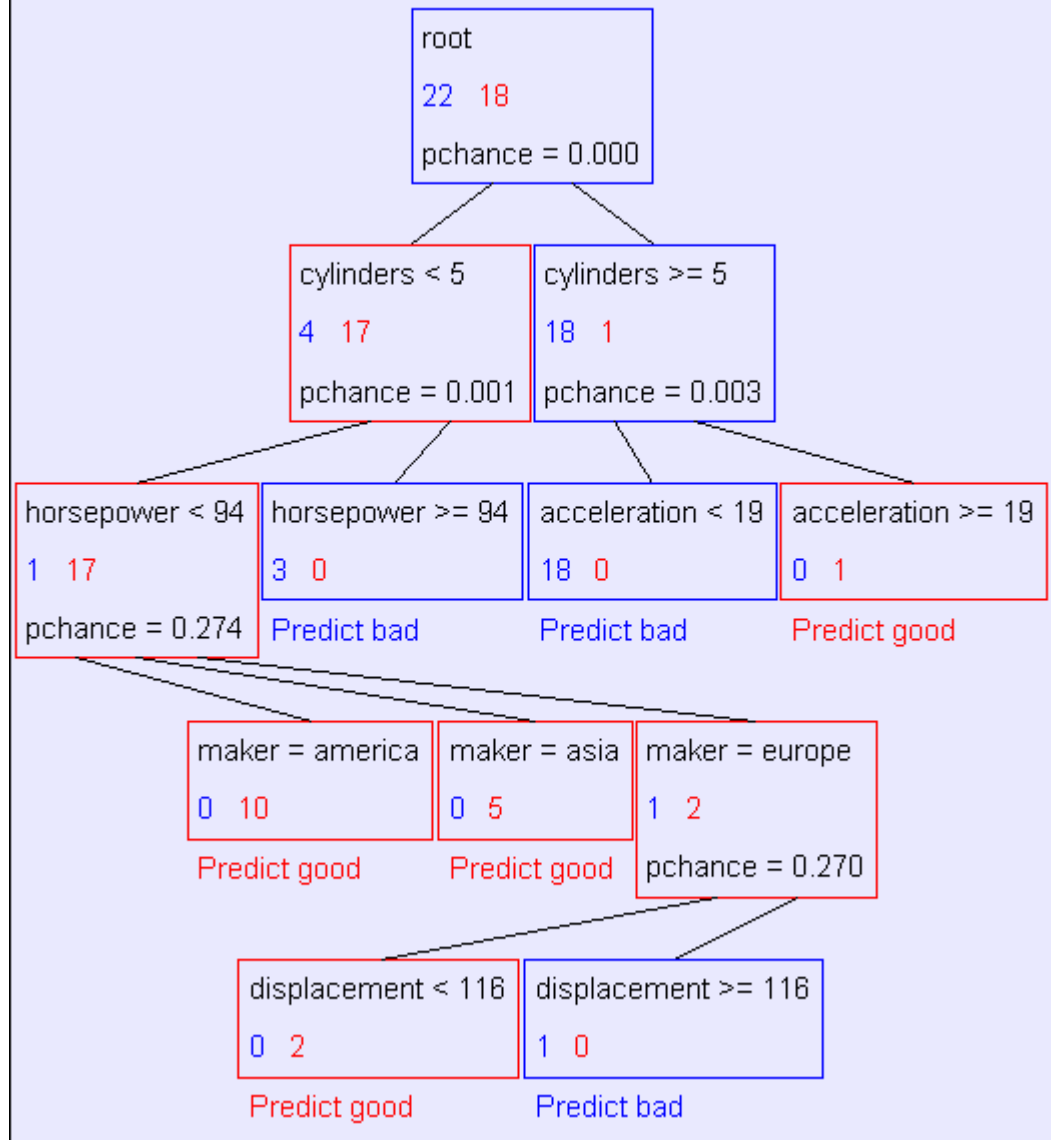 root
22 18
pchance = 0.000
cylinders < 5
4 17
pchance = 0.001
cylinders >= 5
18 1
pchance = 0.003
horsepower < 94
1 17
pchance = 0.274
horsepower >= 94
3 0
Predict bad
acceleration < 19
18 0
Predict bad
acceleration >= 19
0 1
Predict good
maker = america
0 10
Predict good
maker = asia
0 5
Predict good
maker = europe
1 2
pchance = 0.270
displacement < 116
0 2
Predict good
displacement >= 116
1 0
Predict bad